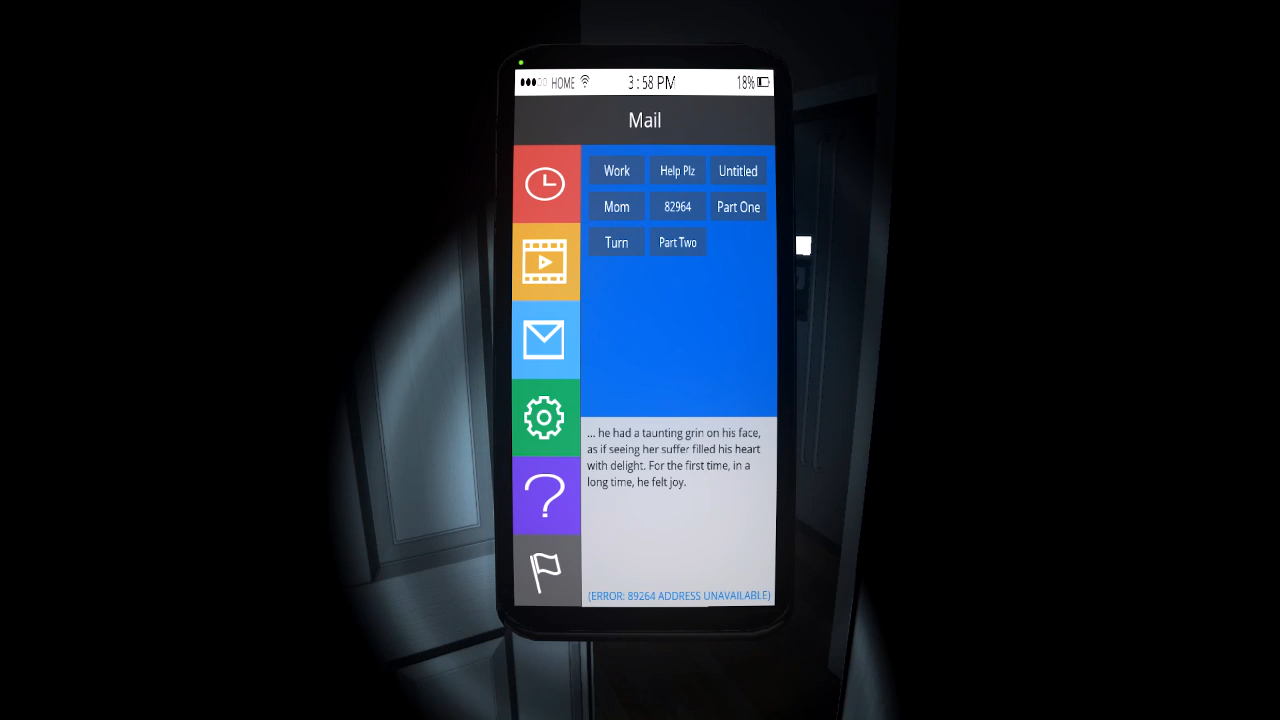 HOME 3:58 PM 18%
Mail
Work Help Plz Untitled
Mom 82964 Part One
Turn Part Two
... he had a taunting grin on his face,
as if seeing her suffer filled his heart
with delight. For the first time, in a
long time, he felt joy.
(ERROR: 89264 ADDRESS UNAVAILABLE)